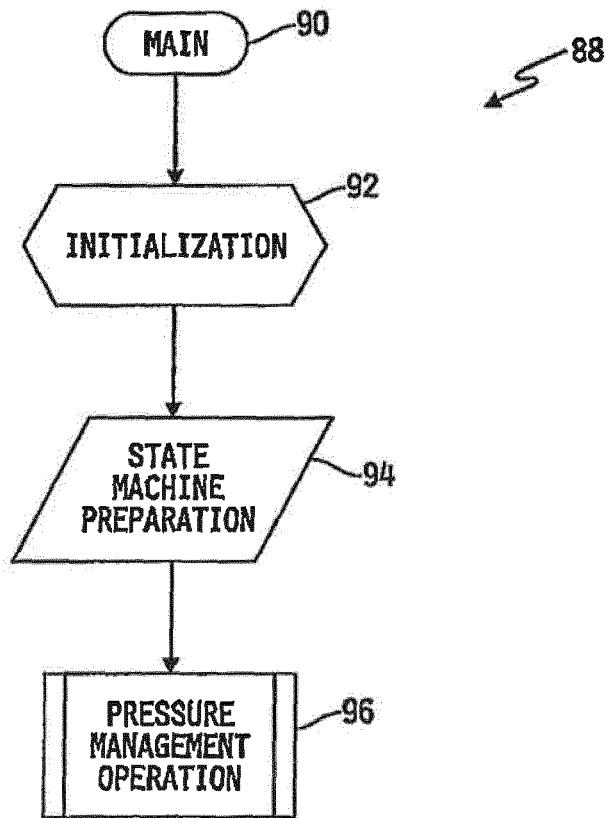 MAIN
90
88
92
INITIALIZATION
STATE
MACHINE
PREPARATION
94
PRESSURE
MANAGEMENT
OPERATION
96